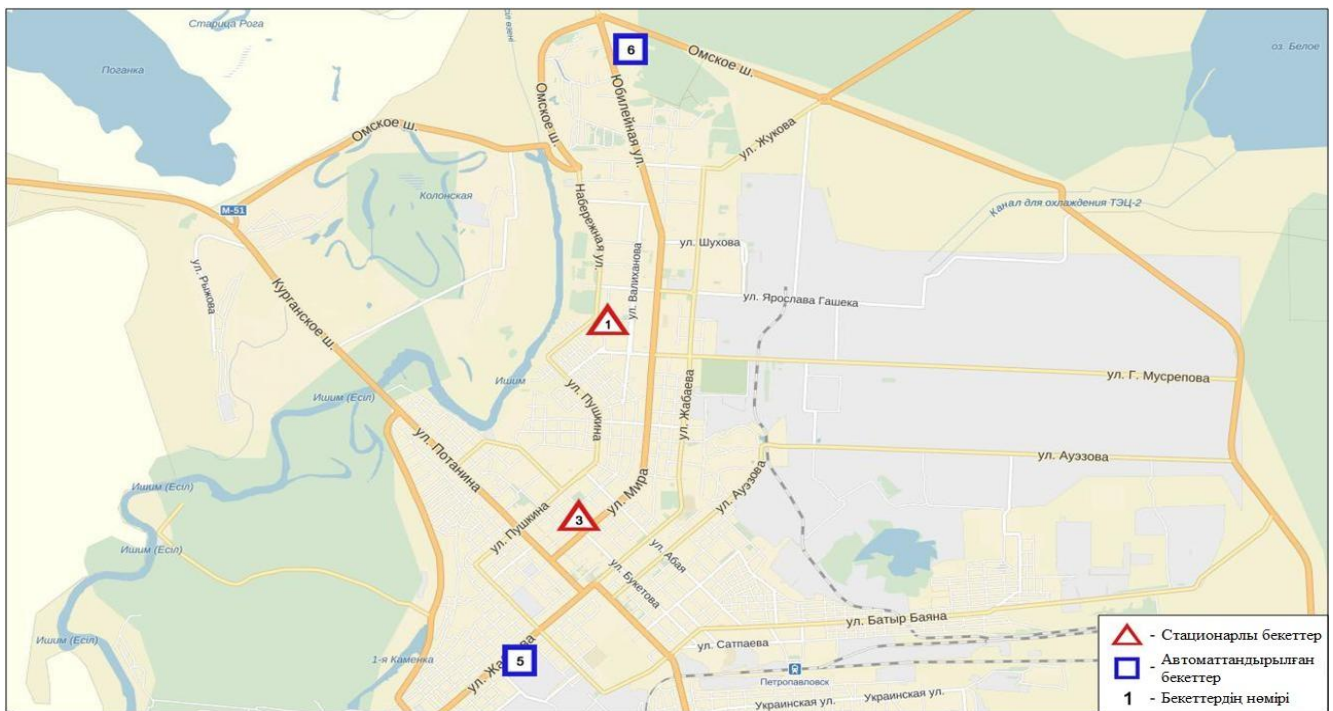 Старица Рога
Поганка
оз. Белое
6
Омское ш.
Юбилейная ул.
Омское ш.
Омское ш.
ул. Жукова
Колонская
М-51
Набережная ул.
Канал для охлаждения ТЭЦ-2
ул. Шухова
ул. Валиханова
ул. Рыжова
Курганское ш.
ул. Ярослава Гашека
1
Ишим
ул. Г. Мусрепова
Ишим (Есіл)
ул. Пушкина
ул. Жабаева
ул. Потанина
ул. Ауэзова
ул. Ауэзова
Ишим (Есіл)
ул. Мира
3
ул. Пушкина
Ишим (Есіл)
ул. Абая
ул. Букетова
ул. Батыр Баяна
Ишим (Есіл)
ул. Сатпаева
1-я Каменка
5
Петропавловск
Украинская ул.
Украинская ул.
- Стационарлы бекеттер
- Автоматтандырылған
бекеттер
1 - Бекеттердің нөмірі